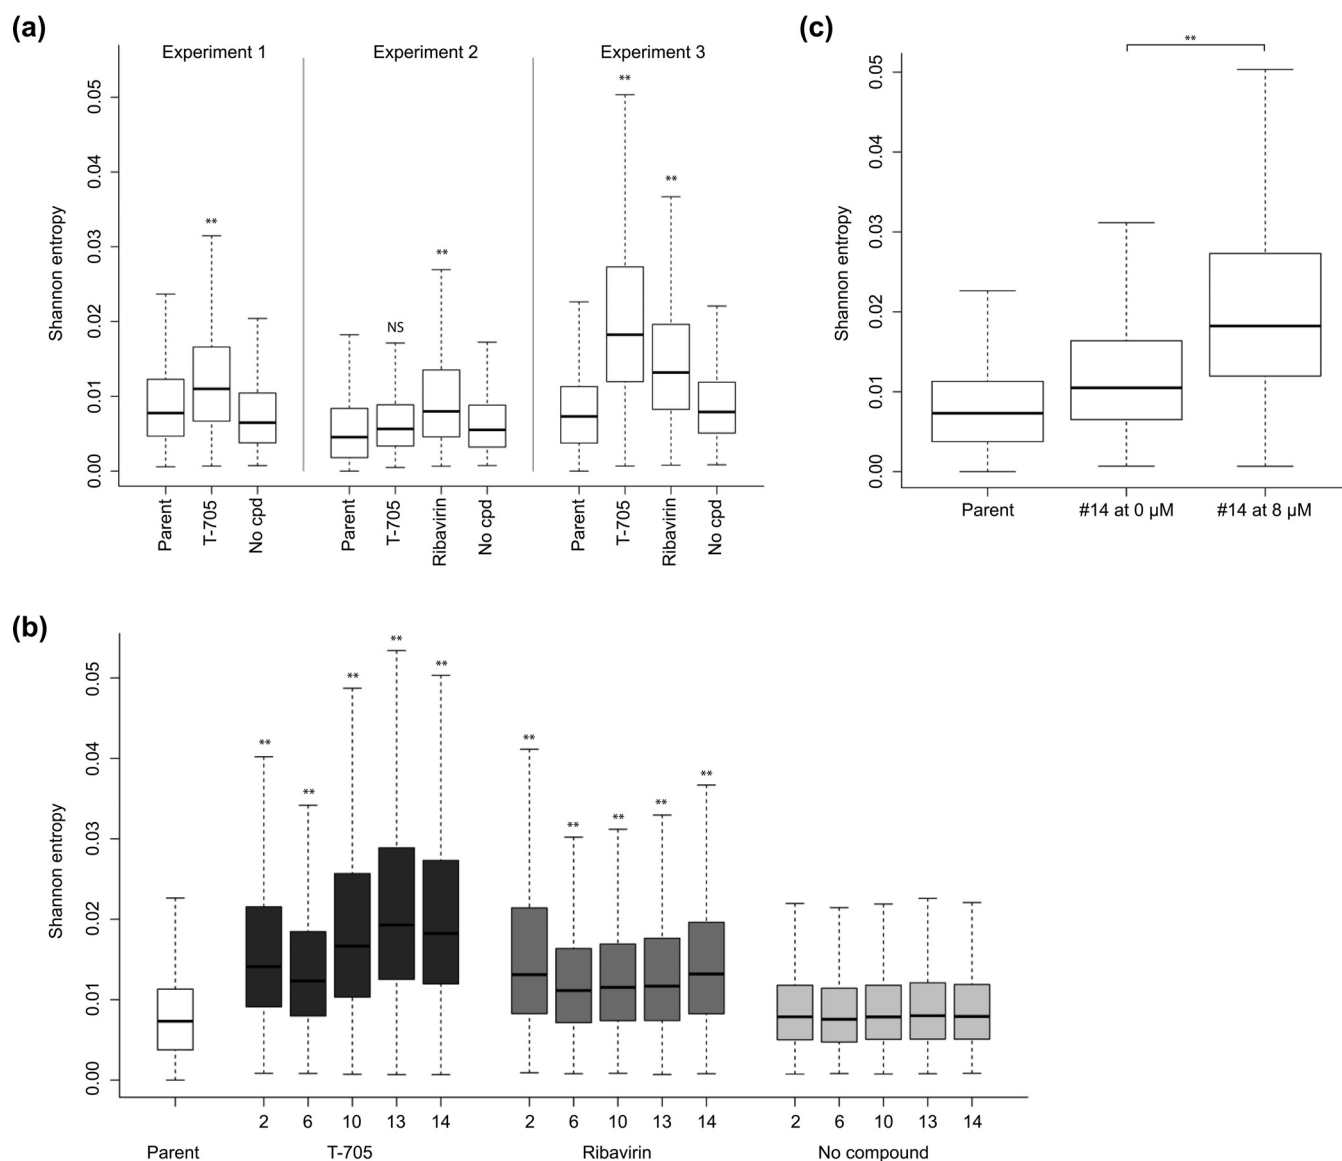 (a)
Experiment 1
Experiment 2
Experiment 3
Shannon entropy
0.05
0.04
0.03
0.02
0.01
0.00
**
NS
**
**
**
Parent
T-705
No cpd
Parent
T-705
Ribavirin
No cpd
Parent
T-705
Ribavirin
No cpd
(c)
**
Shannon entropy
0.05
0.04
0.03
0.02
0.01
0.00
Parent
#14 at 0 μM
#14 at 8 μM
(b)
Shannon entropy
0.05
0.04
0.03
0.02
0.01
0.00
**
**
**
**
**
**
**
**
**
**
2 6 10 13 14 2 6 10 13 14 2 6 10 13 14
Parent T-705 Ribavirin No compound